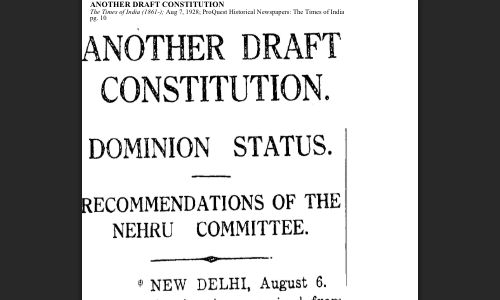 ANOTHER DRAFT CONSTITUTION
The Times of India (1861-); Aug 7, 1928; ProQuest Historical Newspapers: The Times of India
pg. 10
ANOTHER DRAFT
CONSTITUTION.
DOMINION STATUS.
RECOMMENDATIONS OF THE
NEHRU COMMITTEE.
NEW DELHI, August 6.